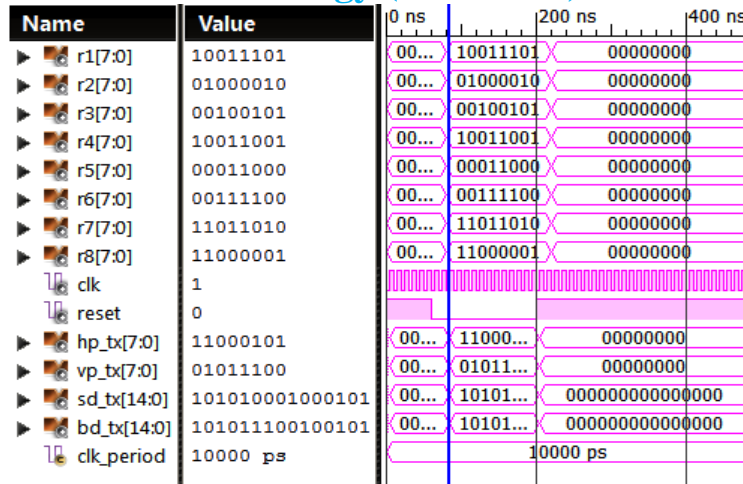 Name Value 0 ns 200 ns 400 ns
r1[7:0] 10011101 00... 10011101 00000000
r2[7:0] 01000010 00... 01000010 00000000
r3[7:0] 00100101 00... 00100101 00000000
r4[7:0] 10011001 00... 10011001 00000000
r5[7:0] 00011000 00... 00011000 00000000
r6[7:0] 00111100 00... 00111100 00000000
r7[7:0] 11011010 00... 11011010 00000000
r8[7:0] 11000001 00... 11000001 00000000
clk 1
reset 0
hp_tx[7:0] 11000101 00... 11000... 00000000
vp_tx[7:0] 01011100 00... 01011... 00000000
sd_tx[14:0] 101010001000101 00... 10101... 000000000000000
bd_tx[14:0] 101011100100101 00... 10101... 000000000000000
clk_period 10000 ps 10000 ps